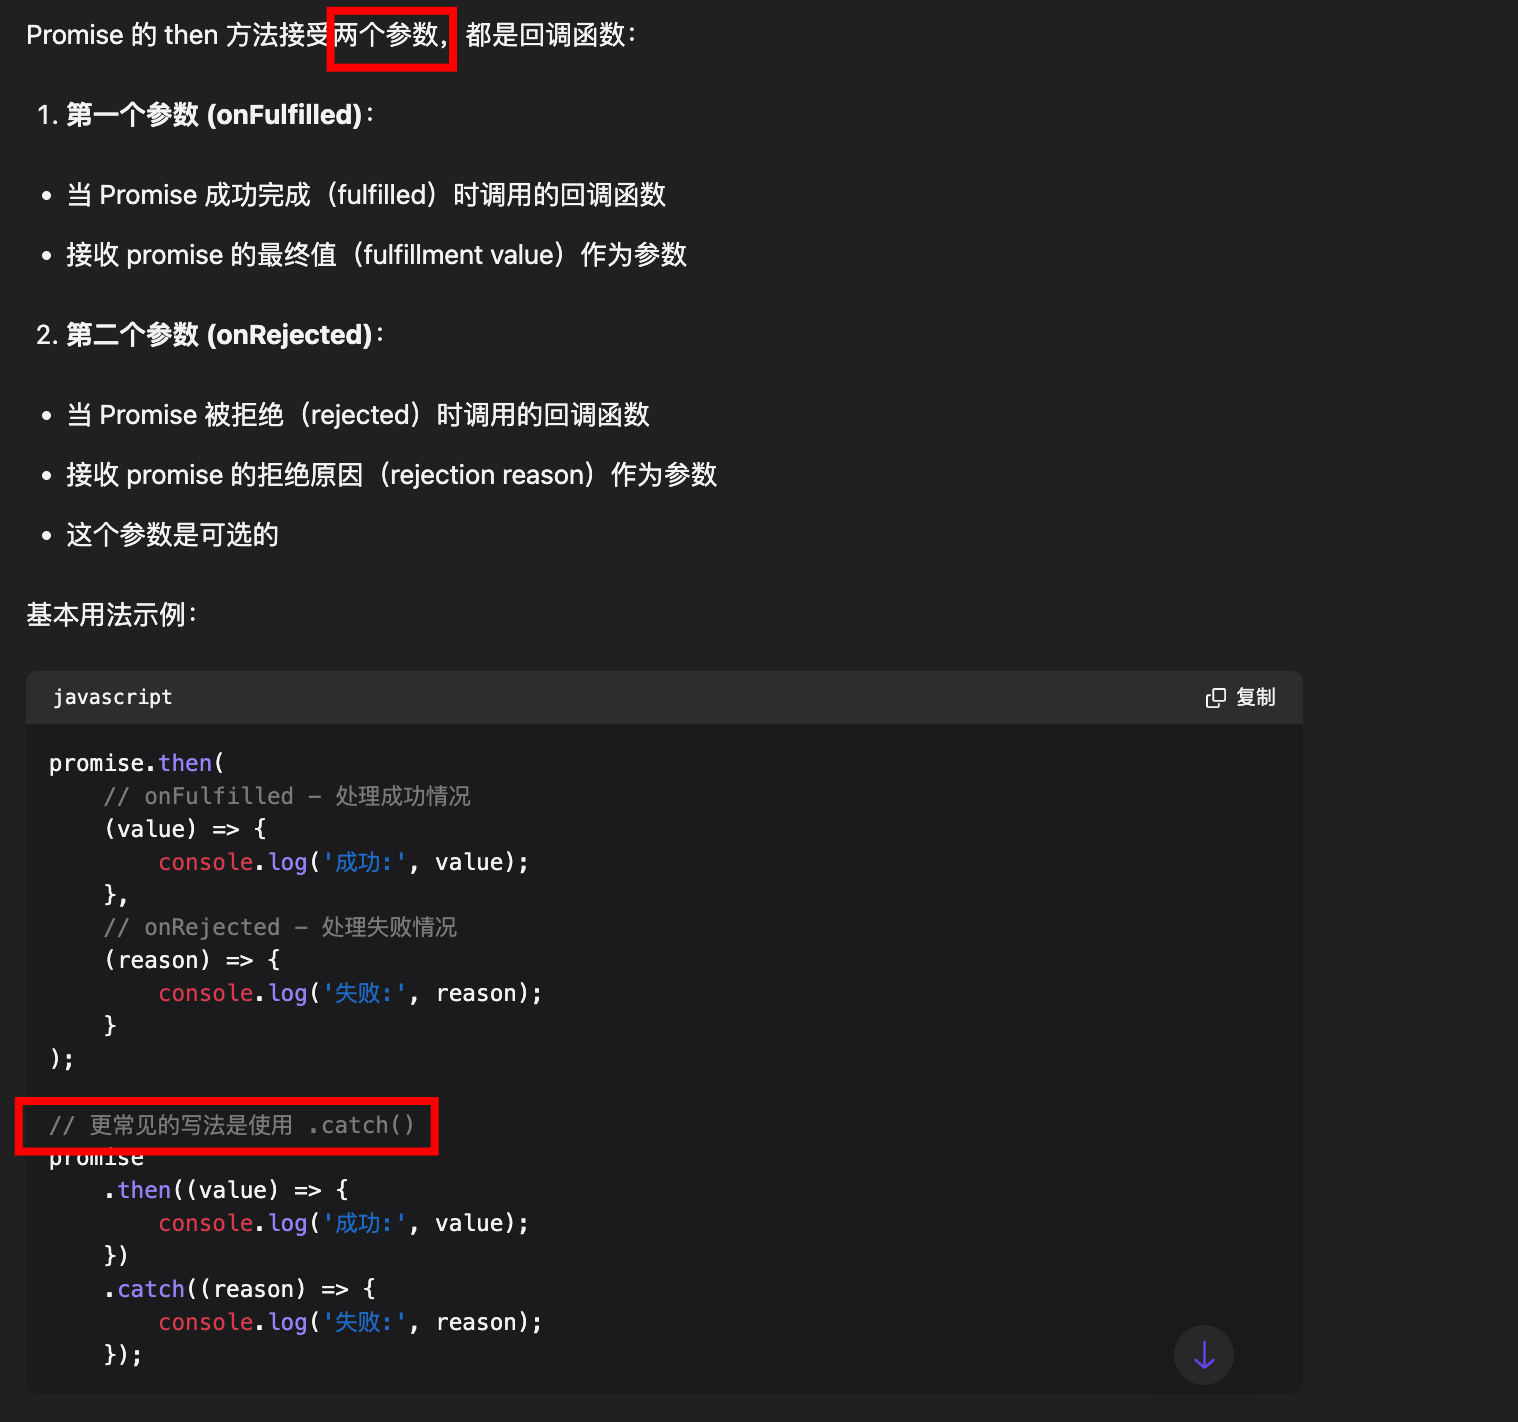 Promise 的 then 方法接受两个参数，都是回调函数：
1. 第一个参数 (onFulfilled)：
• 当 Promise 成功完成（fulfilled）时调用的回调函数
• 接收 promise 的最终值（fulfillment value）作为参数
2. 第二个参数 (onRejected)：
• 当 Promise 被拒绝（rejected）时调用的回调函数
• 接收 promise 的拒绝原因（rejection reason）作为参数
• 这个参数是可选的
基本用法示例：
javascript 复制
promise.then(
    // onFulfilled - 处理成功情况
    (value) => {
        console.log('成功:', value);
    },
    // onRejected - 处理失败情况
    (reason) => {
        console.log('失败:', reason);
    }
);
// 更常见的写法是使用 .catch()
promise
    .then((value) => {
        console.log('成功:', value);
    })
    .catch((reason) => {
        console.log('失败:', reason);
    });